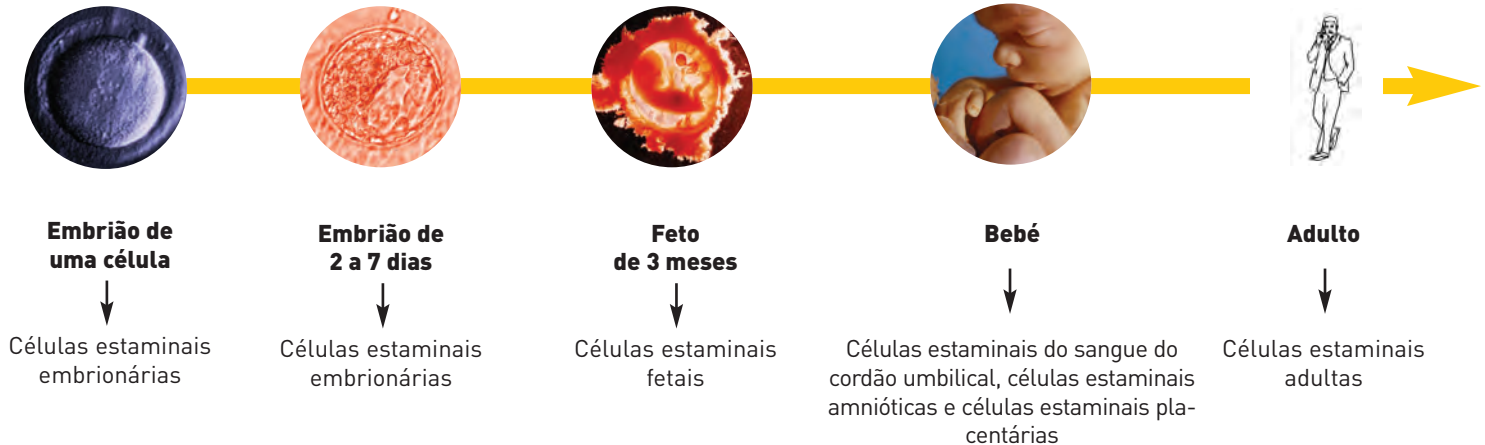 Embrião de
uma célula
Células estaminais
embrionárias
Embrião de
2 a 7 dias
Células estaminais
embrionárias
Feto
de 3 meses
Células estaminais
fetais
Bebé
Células estaminais do sangue do
cordão umbilical, células estaminais
amnióticas e células estaminais pla-
centárias
Adulto
Células estaminais
adultas